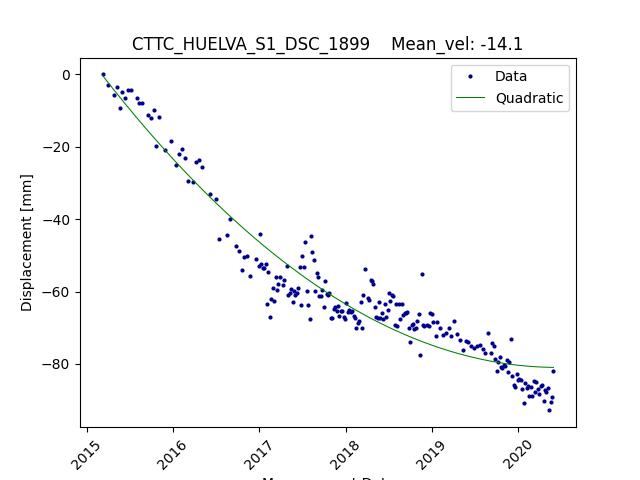 CTTC_HUELVA_S1_DSC_1899    Mean_vel: -14.1
Data
Quadratic
Displacement [mm]
0
−20
−40
−60
−80
2015
2016
2017
2018
2019
2020